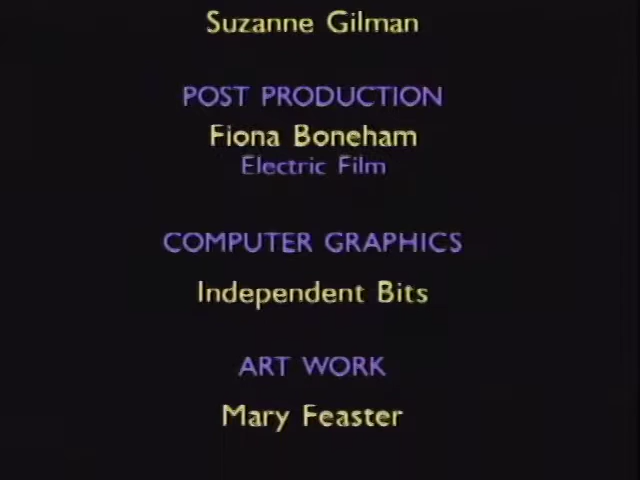 Suzanne Gilman
POST PRODUCTION
Fiona Boneham
Electric Film
COMPUTER GRAPHICS
Independent Bits
ART WORK
Mary Feaster